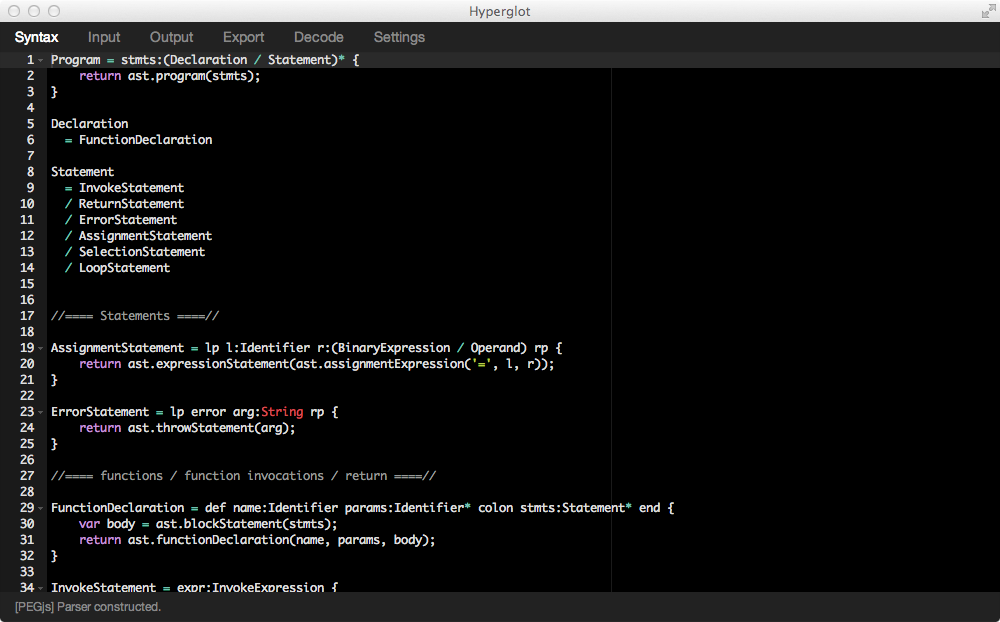 Hyperglot
Syntax Input Output Export Decode Settings
1 Program = stmts:(Declaration / Statement)* {
2     return ast.program(stmts);
3 }
4
5 Declaration
6   = FunctionDeclaration
7
8 Statement
9   = InvokeStatement
10   / ReturnStatement
11   / ErrorStatement
12   / AssignmentStatement
13   / SelectionStatement
14   / LoopStatement
15
16
17 //==== Statements ====//
18
19 AssignmentStatement = lp l:Identifier r:(BinaryExpression / Operand) rp {
20     return ast.expressionStatement(ast.assignmentExpression('=', l, r));
21 }
22
23 ErrorStatement = lp error arg:String rp {
24     return ast.throwStatement(arg);
25 }
26
27 //==== functions / function invocations / return ====//
28
29 FunctionDeclaration = def name:Identifier params:Identifier* colon stmts:Statement* end {
30     var body = ast.blockStatement(stmts);
31     return ast.functionDeclaration(name, params, body);
32 }
33
34 InvokeStatement = expr:InvokeExpression {
[PEGjs] Parser constructed.